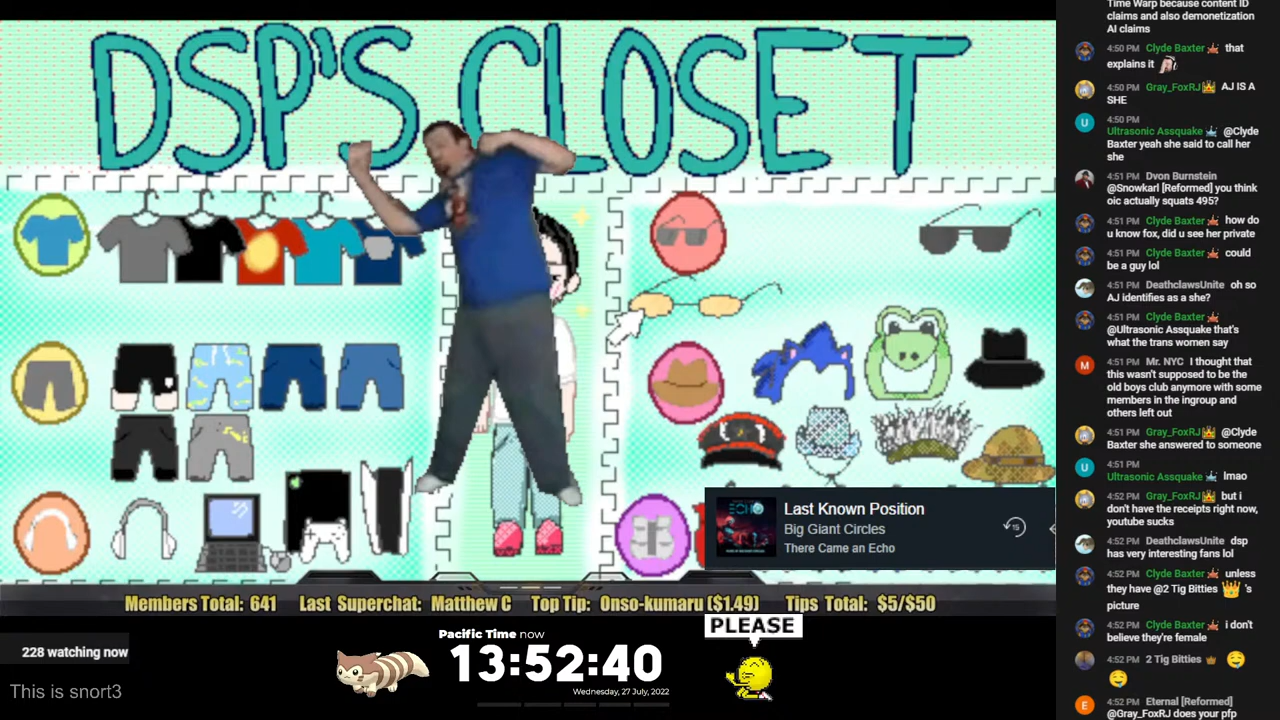 DSP'S CLOSET
Last Known Position
Big Giant Circles
There Came an Echo
15
Members Total: 641 Last Superchat: Matthew C Top Tip: Onso-kumaru ($1.49) Tips Total: $5/$50
228 watching now
This is snort3
Pacific Time now
13:52:40
Wednesday, 27 July, 2022
PLEASE
Time Warp because content ID
claims and also demonetization
AI claims
4:50 PM Clyde Baxter that
explains it
4:50 PM Gray_FoxRJ AJ IS A
SHE
4:50 PM
Ultrasonic Assquake @Clyde
Baxter yeah she said to call her
she
4:51 PM Dvon Burnstein
@Snowkarl [Reformed] you think
oic actually squats 495?
4:51 PM Clyde Baxter how do
u know fox, did u see her private
4:51 PM Clyde Baxter could
be a guy lol
4:51 PM DeathclawsUnite oh so
AJ identifies as a she?
4:51 PM Clyde Baxter
@Ultrasonic Assquake that's
what the trans women say
4:51 PM Mr. NYC I thought that
this wasn't supposed to be the
old boys club anymore with some
members in the ingroup and
others left out
4:51 PM Gray_FoxRJ @Clyde
Baxter she answered to someone
4:51 PM
Ultrasonic Assquake lmao
4:52 PM Gray_FoxRJ but i
don't have the receipts right now,
youtube sucks
4:52 PM DeathclawsUnite dsp
has very interesting fans lol
4:52 PM Clyde Baxter unless
they have @2 Tig Bitties 's
picture
4:52 PM Clyde Baxter i don't
believe they're female
4:52 PM 2 Tig Bitties
4:52 PM Eternal [Reformed]
@Gray_FoxRJ does your pfp
U
U
M
E